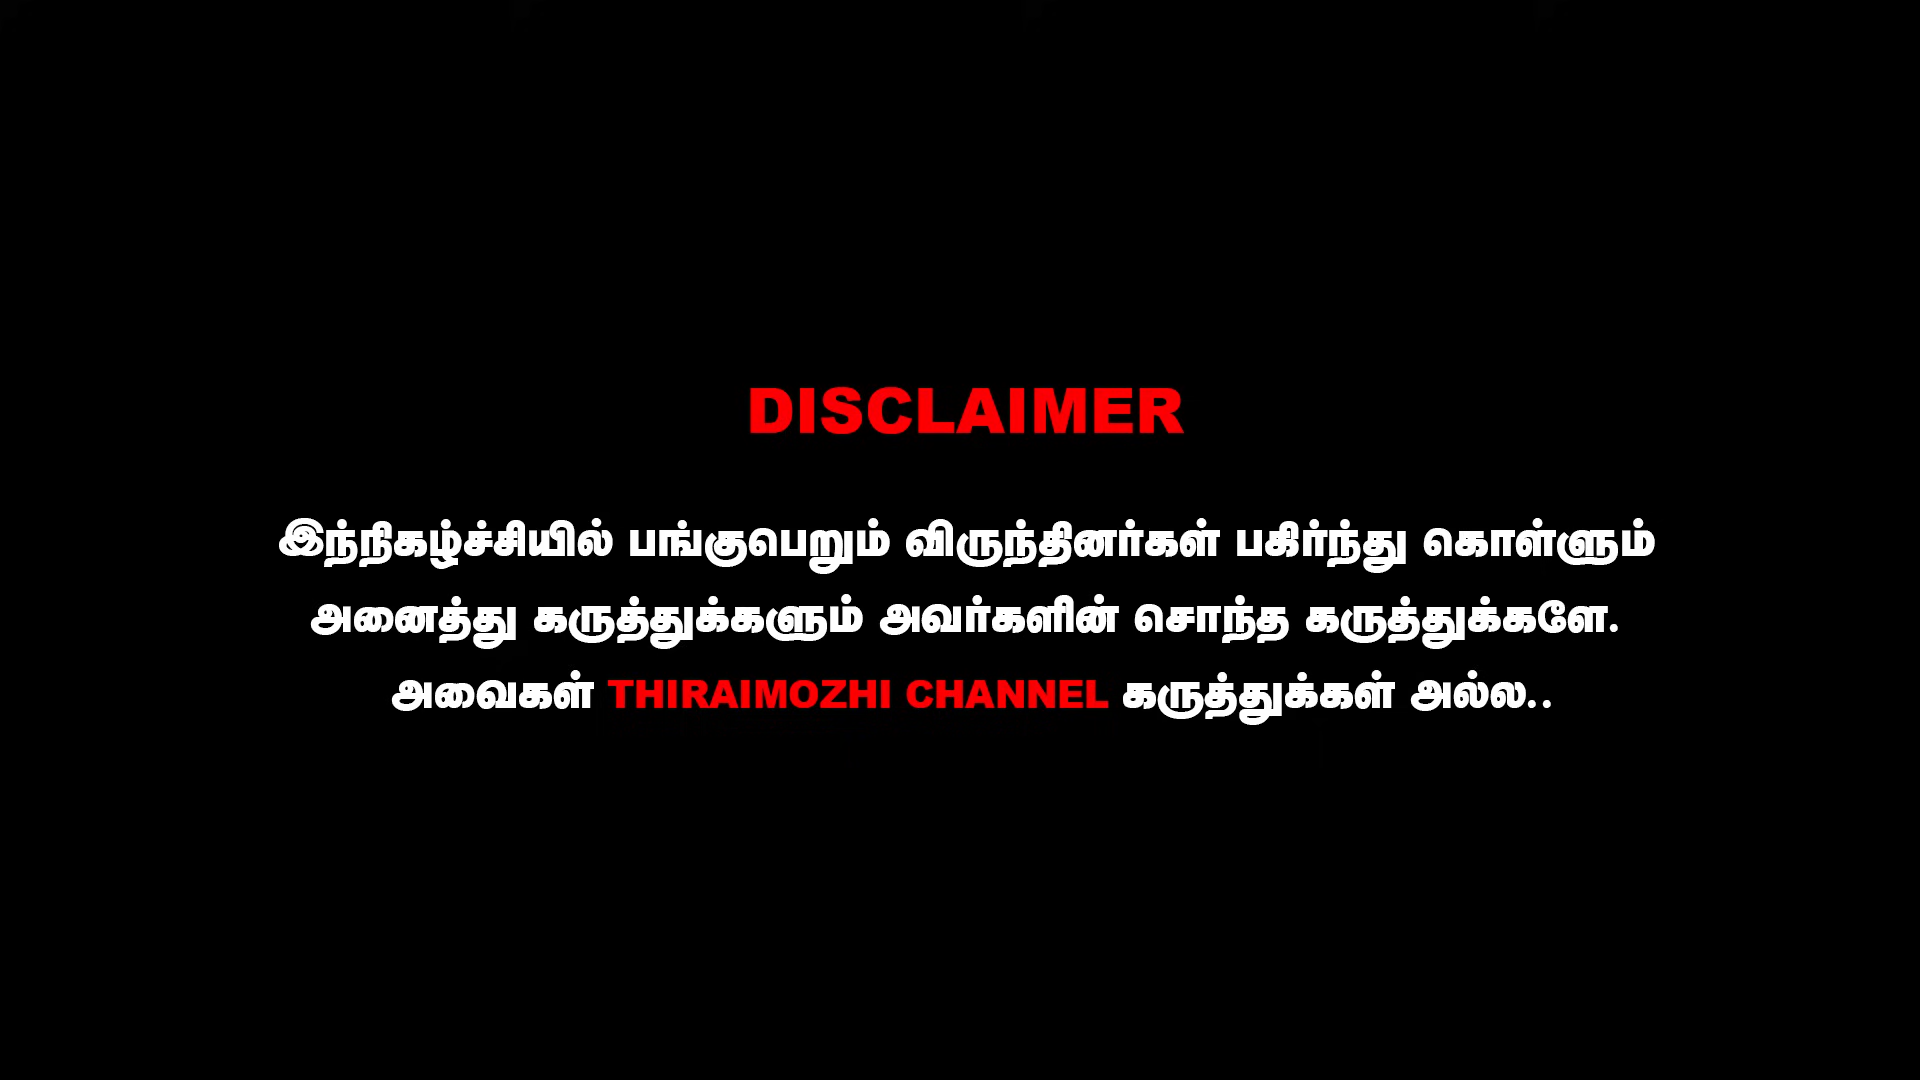 DISCLAIMER
இந்நிகழ்ச்சியில் பங்குபெறும் விருந்தினர்கள் பகிர்ந்து கொள்ளும்
அனைத்து கருத்துக்களும் அவர்களின் சொந்த கருத்துக்களே.
அவைகள் THIRAIMOZHI CHANNEL கருத்துக்கள் அல்ல..